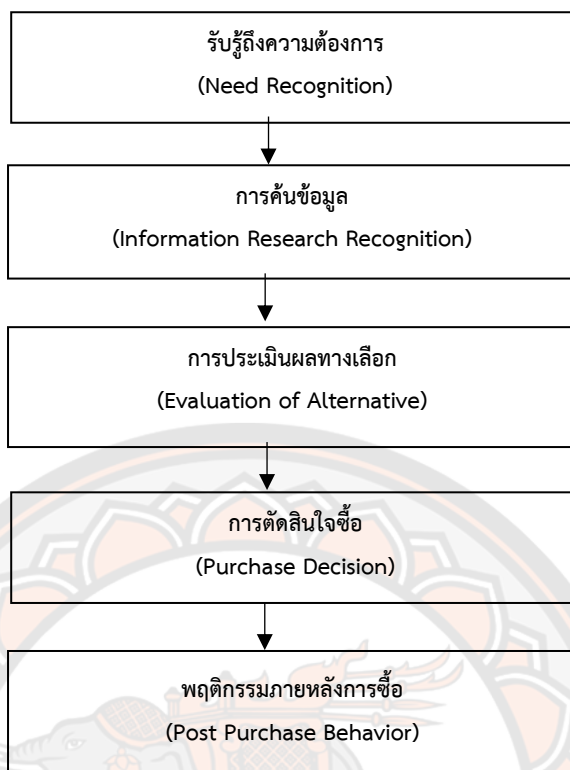 รับรู้ถึงความต้องการ
(Need Recognition)
การค้นข้อมูล
(Information Research Recognition)
การประเมินผลทางเลือก
(Evaluation of Alternative)
การตัดสินใจซื้อ
(Purchase Decision)
พฤติกรรมภายหลังการซื้อ
(Post Purchase Behavior)